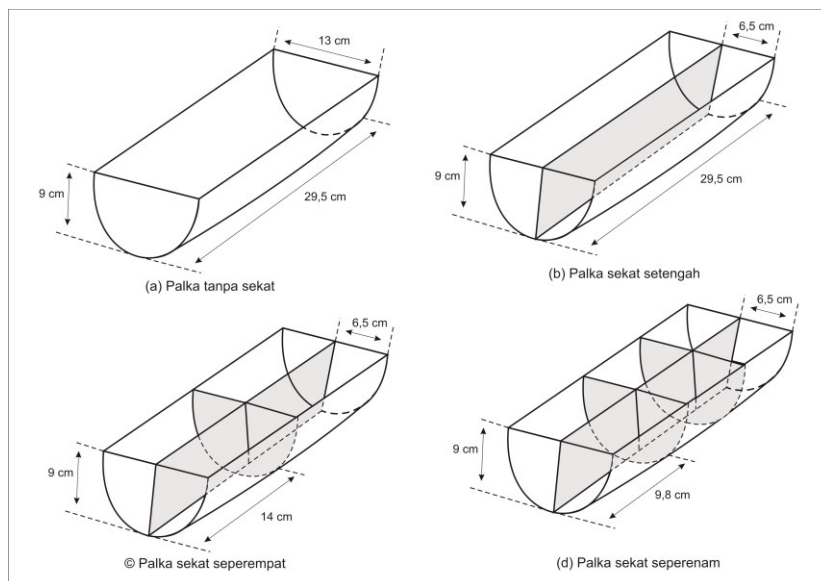 13 cm
9 cm
29,5 cm
(a) Palka tanpa sekat
6,5 cm
9 cm
29,5 cm
(b) Palka sekat setengah
6,5 cm
9 cm
14 cm
© Palka sekat seperempat
6,5 cm
9 cm
9,8 cm
(d) Palka sekat seperenam